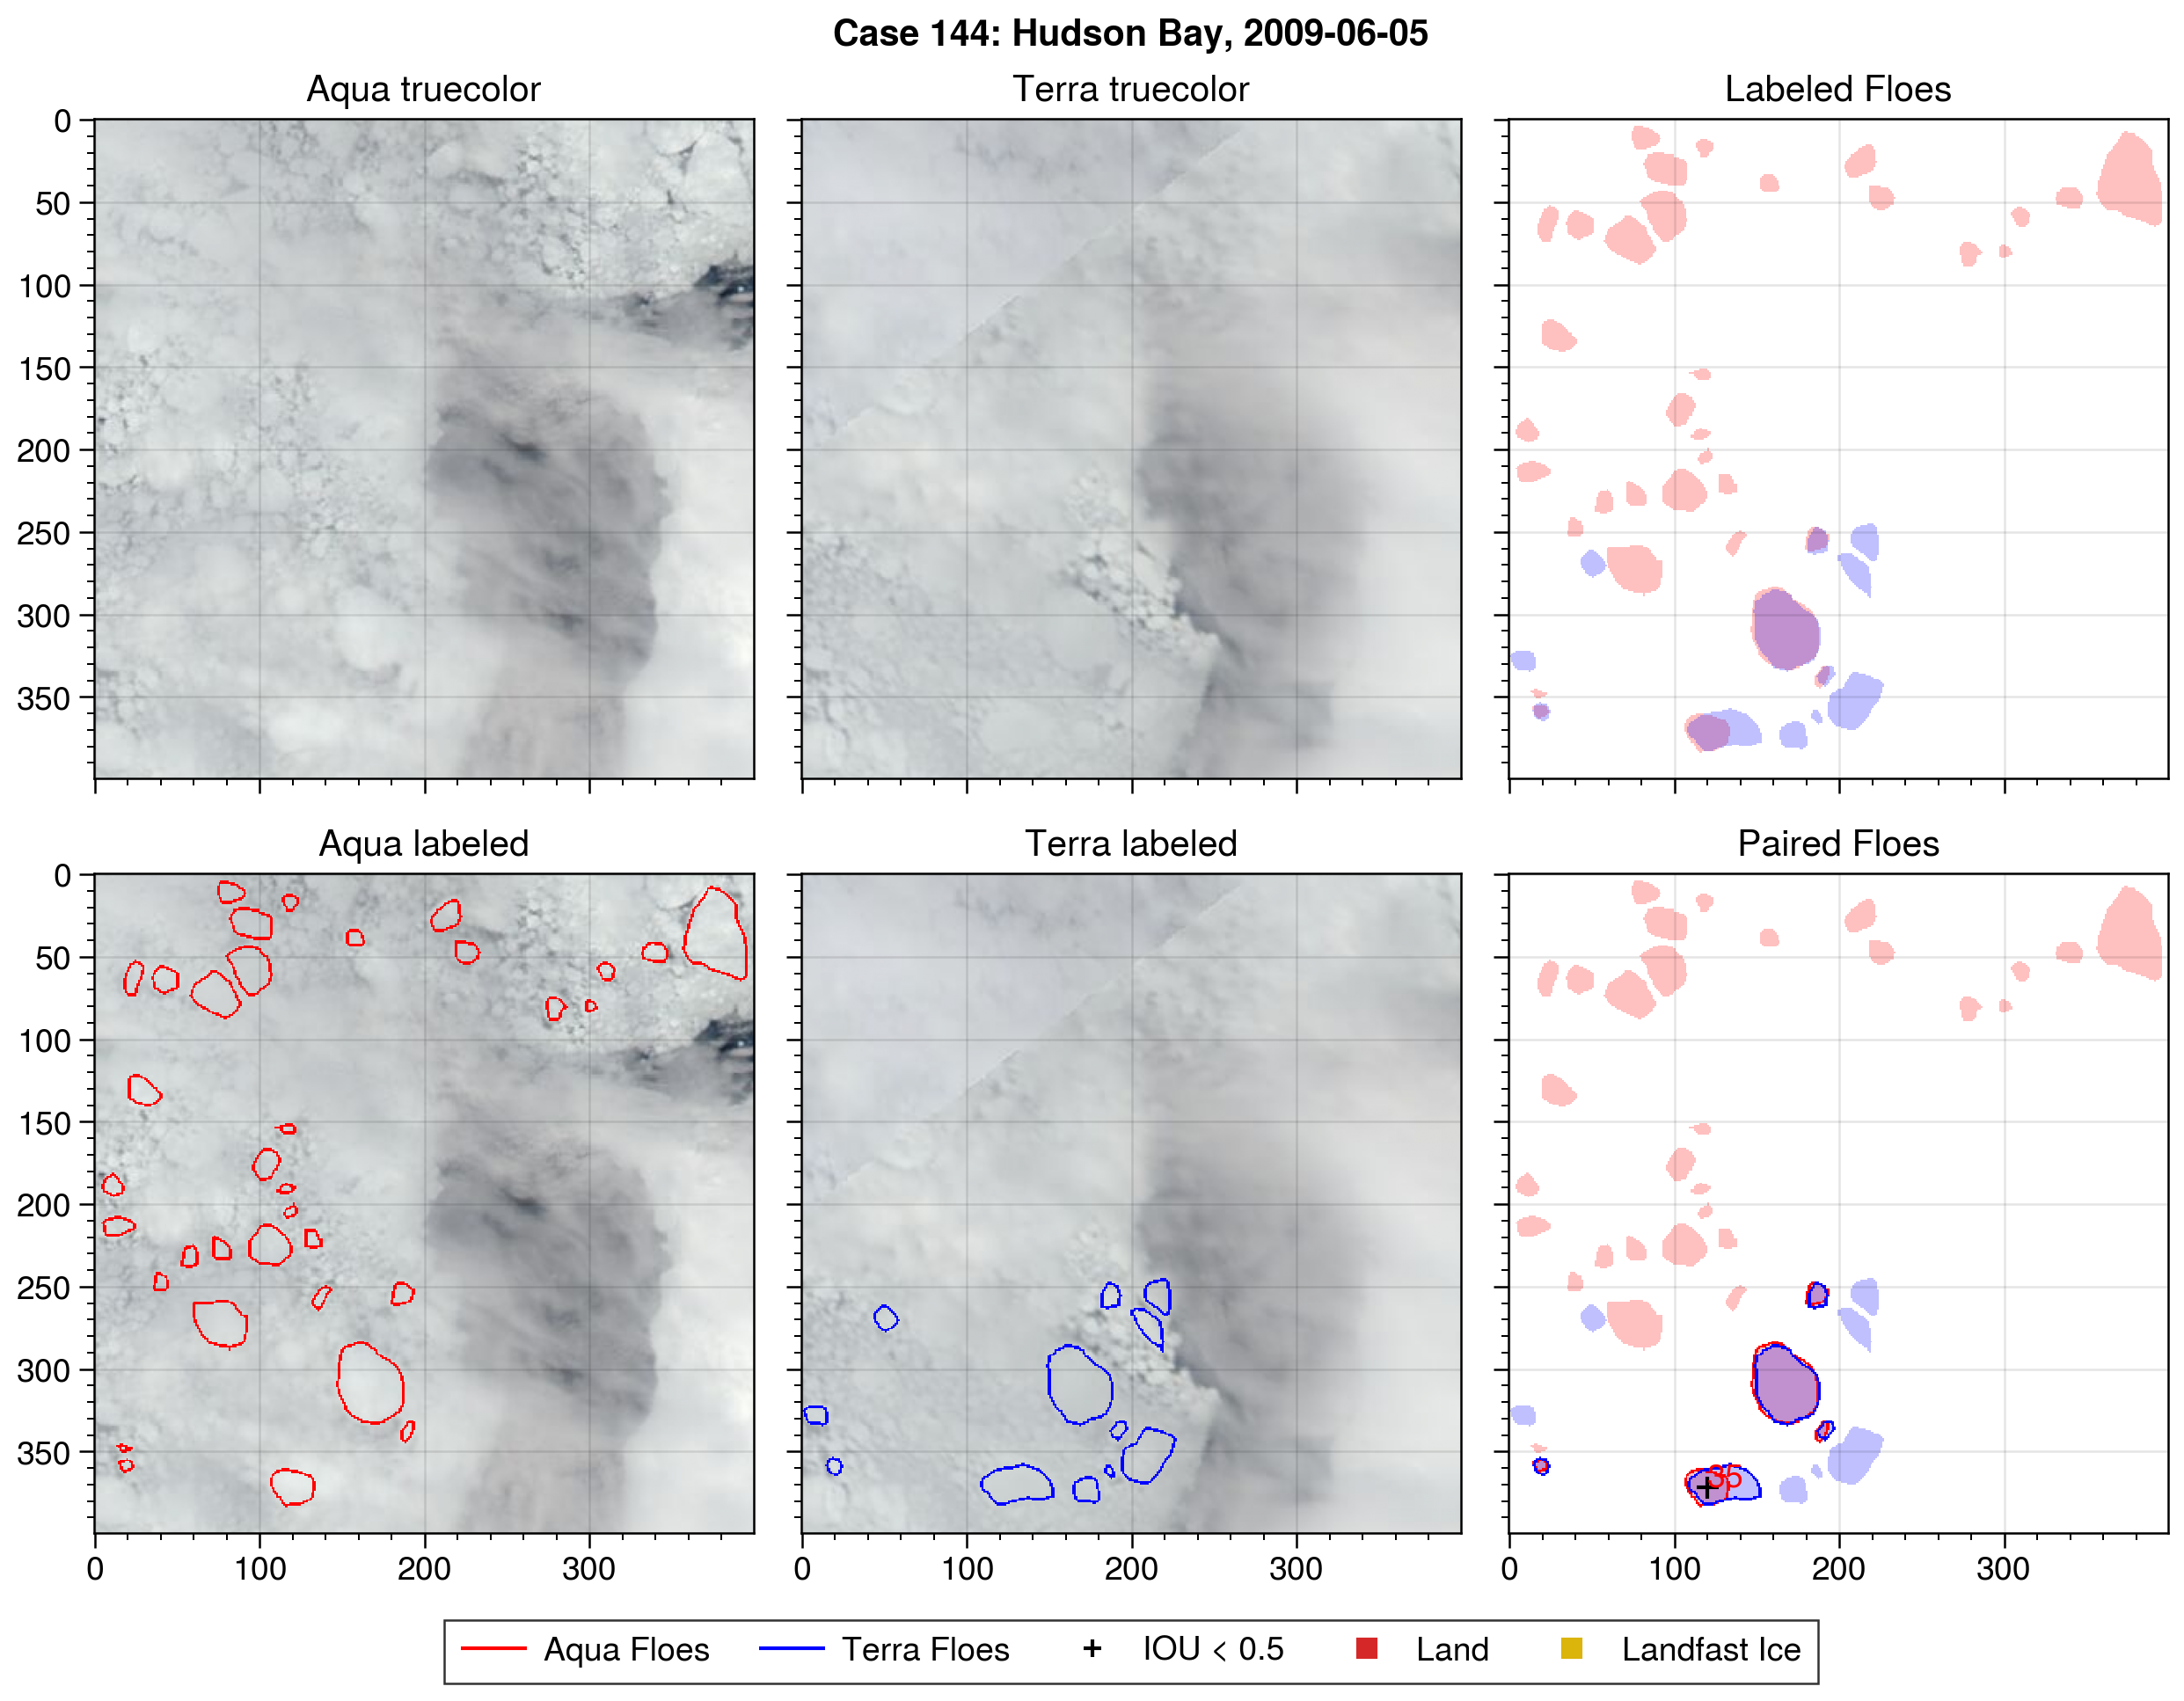 Case 144: Hudson Bay, 2009-06-05
Aqua truecolor
Terra truecolor
Labeled Floes
0
50
100
150
200
250
300
350
Aqua labeled
Terra labeled
Paired Floes
0
50
100
150
200
250
300
350
0 100 200 300
0 100 200 300
0 100 200 300
Aqua Floes
Terra Floes
+ IOU < 0.5
Land
Landfast Ice